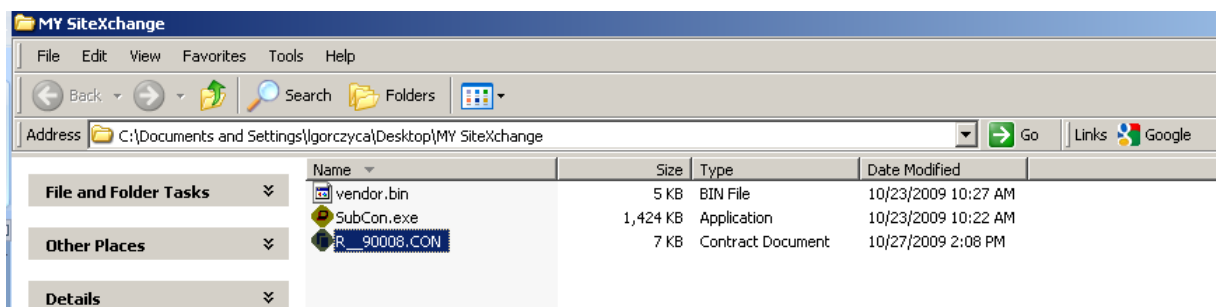 MY SiteXchange
File Edit View Favorites Tools Help
Back Search Folders
Address C:\Documents and Settings\lgorczyca\Desktop\MY SiteXchange Go Links Google
Name Size Type Date Modified
File and Folder Tasks
vendor.bin 5 KB BIN File 10/23/2009 10:27 AM
SubCon.exe 1,424 KB Application 10/23/2009 10:22 AM
Other Places
R__90008.CON 7 KB Contract Document 10/27/2009 2:08 PM
Details